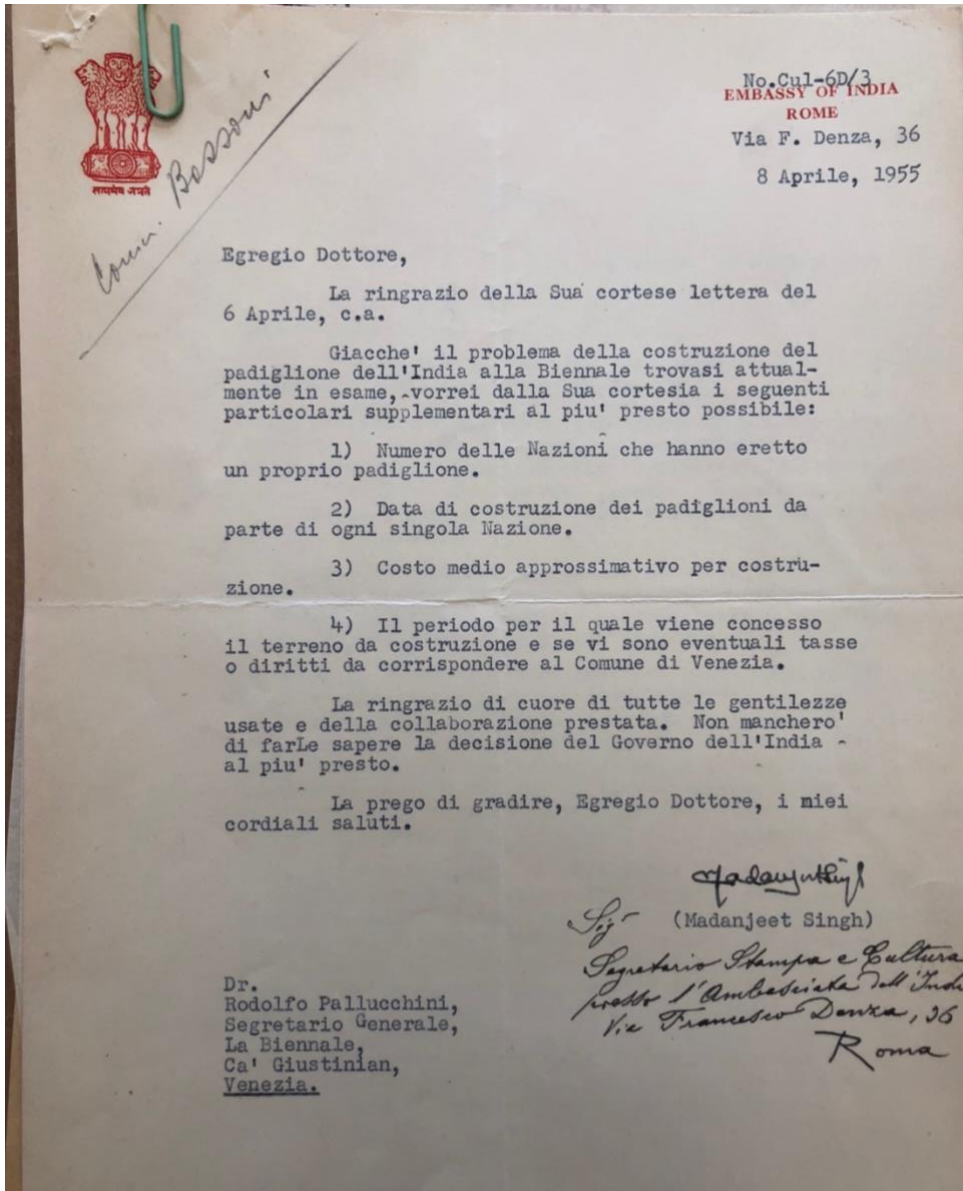 सत्यमेव जयते
Comm. Bassoni
No.Cul-6D/3
EMBASSY OF INDIA
ROME
Via F. Denza, 36
8 Aprile, 1955
Egregio Dottore,
La ringrazio della Sua cortese lettera del
6 Aprile, c.a.
Giacche' il problema della costruzione del
padiglione dell'India alla Biennale trovasi attual-
mente in esame, vorrei dalla Sua cortesia i seguenti
particolari supplementari al piu' presto possibile:
1) Numero delle Nazioni che hanno eretto
un proprio padiglione.
2) Data di costruzione dei padiglioni da
parte di ogni singola Nazione.
3) Costo medio approssimativo per costru-
zione.
4) Il periodo per il quale viene concesso
il terreno da costruzione e se vi sono eventuali tasse
o diritti da corrispondere al Comune di Venezia.
La ringrazio di cuore di tutte le gentilezze
usate e della collaborazione prestata. Non manchero'
di farLe sapere la decisione del Governo dell'India -
al piu' presto.
La prego di gradire, Egregio Dottore, i miei
cordiali saluti.
Sig
(Madanjeet Singh)
Segretario Stampa e Cultura
presso l'Ambasciata dell'Indi
Via Francesco Denza, 36
Roma
Dr.
Rodolfo Pallucchini,
Segretario Generale,
La Biennale,
Ca' Giustinian,
Venezia.